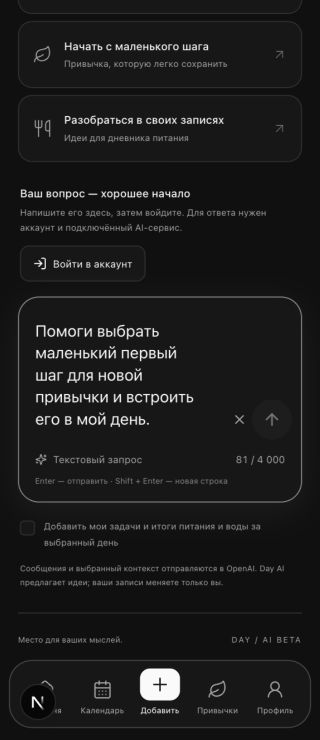 Начать с маленького шага
Привычка, которую легко сохранить
Разобраться в своих записях
Идеи для дневника питания
Ваш вопрос — хорошее начало
Напишите его здесь, затем войдите. Для ответа нужен
аккаунт и подключённый AI-сервис.
Войти в аккаунт
Помоги выбрать
маленький первый
шаг для новой
привычки и встроить
его в мой день.
Текстовый запрос
81 / 4 000
Enter — отправить · Shift + Enter — новая строка
Добавить мои задачи и итоги питания и воды за
выбранный день
Сообщения и выбранный контекст отправляются в OpenAI. Day AI
предлагает идеи; ваши записи меняете только вы.
Место для ваших мыслей.
DAY / AI BETA
N
Календарь
Добавить
Привычки
Профиль